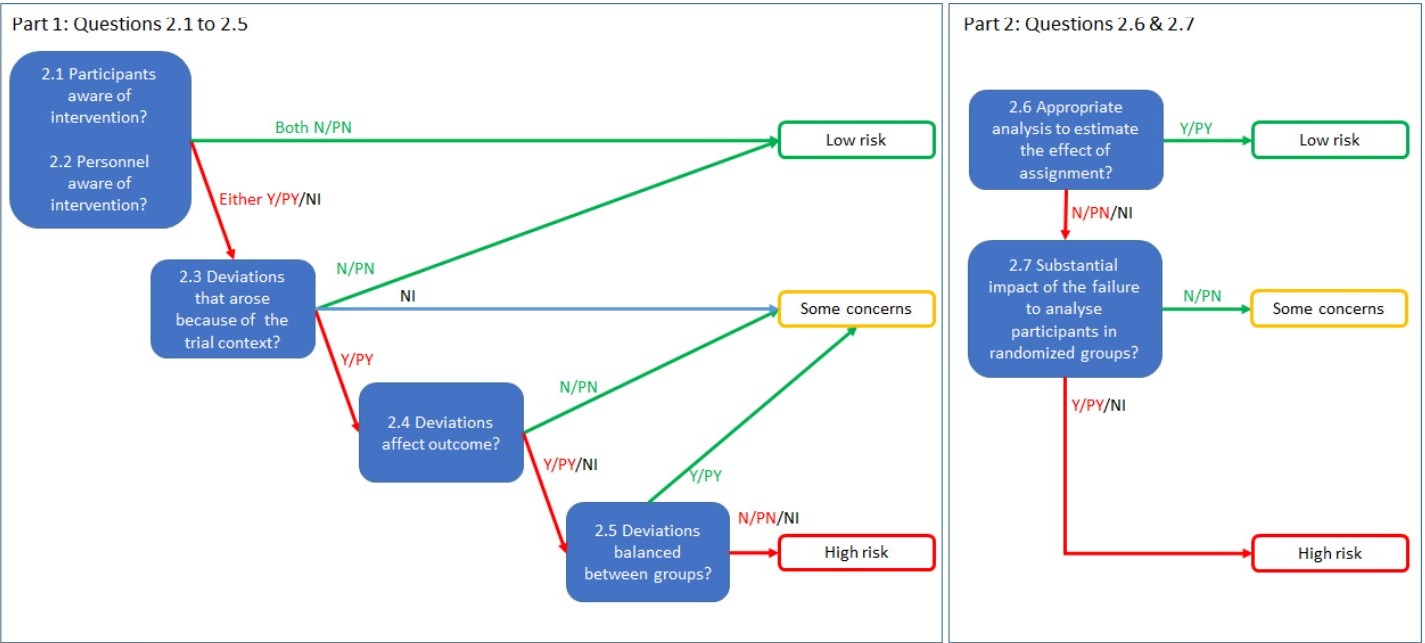 Part 1: Questions 2.1 to 2.5
2.1 Participants
aware of
intervention?
2.2 Personnel
aware of
intervention?
Both N/PN
Low risk
Either Y/PY/NI
2.3 Deviations
that arose
because of the
trial context?
N/PN
NI
Some concerns
Y/PY
2.4 Deviations
affect outcome?
N/PN
Y/PY/NI
2.5 Deviations
balanced
between groups?
Y/PY
N/PN/NI
High risk
Part 2: Questions 2.6 & 2.7
2.6 Appropriate
analysis to estimate
the effect of
assignment?
Y/PY
Low risk
N/PN/NI
2.7 Substantial
impact of the failure
to analyse
participants in
randomized groups?
N/PN
Some concerns
Y/PY/NI
High risk